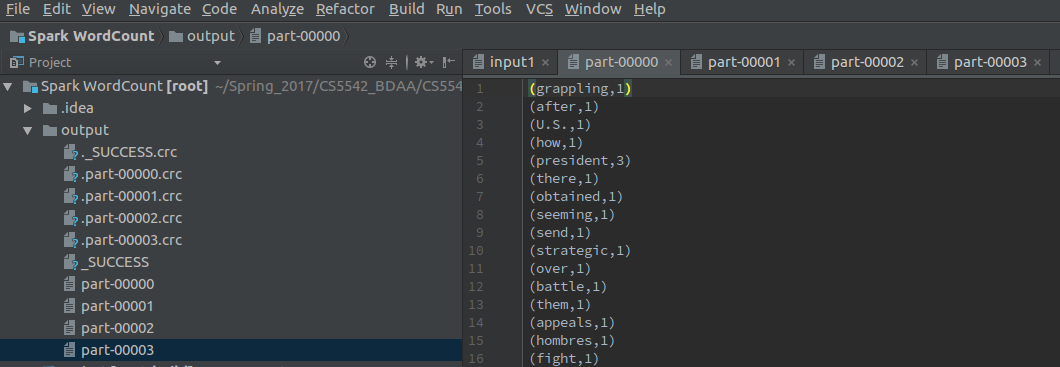 File Edit View Navigate Code Analyze Refactor Build Run Tools VCS Window Help
Spark WordCount output part-00000
Project
input1 part-00000 part-00001 part-00002 part-00003
Spark WordCount [root] ~/Spring_2017/CS5542_BDAA/CS554
.idea
output
._SUCCESS.crc
.part-00000.crc
.part-00001.crc
.part-00002.crc
.part-00003.crc
_SUCCESS
part-00000
part-00001
part-00002
part-00003
1 (grappling,1)
2 (after,1)
3 (U.S.,1)
4 (how,1)
5 (president,3)
6 (there,1)
7 (obtained,1)
8 (seeming,1)
9 (send,1)
10 (strategic,1)
11 (over,1)
12 (battle,1)
13 (them,1)
14 (appeals,1)
15 (hombres,1)
16 (fight,1)